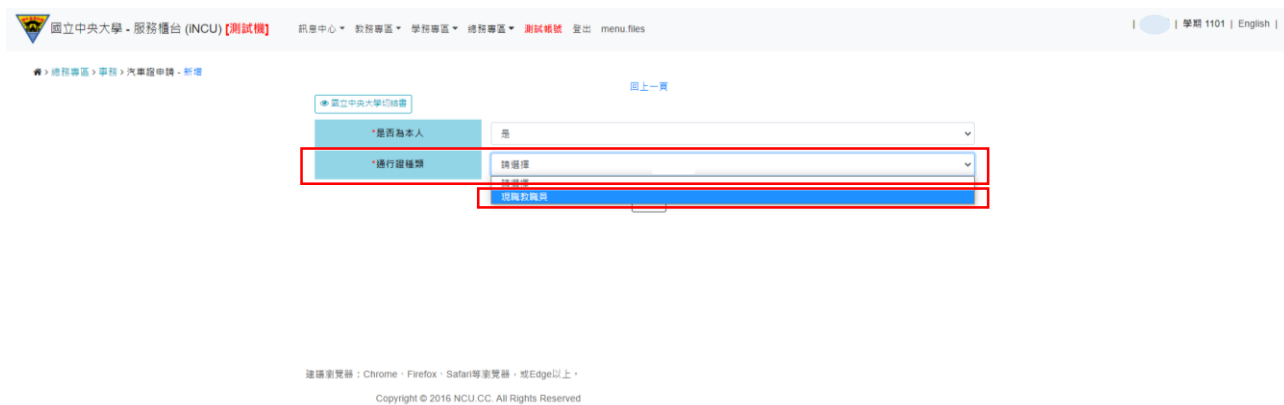 國立中央大學 - 服務櫃台 (iNCU)【測試機】 訊息中心 教務專區 學務專區 總務專區 測試帳號 登出 menu.files | | 學期 1101 | English |
> 總務專區 > 事務 > 汽車證申請 - 新增
回上一頁
國立中央大學切結書
*是否為本人 是
*通行證種類 請選擇
請選擇
現職教職員
建議瀏覽器：Chrome、Firefox、Safari等瀏覽器，或Edge以上。
Copyright © 2016 NCU.CC. All Rights Reserved